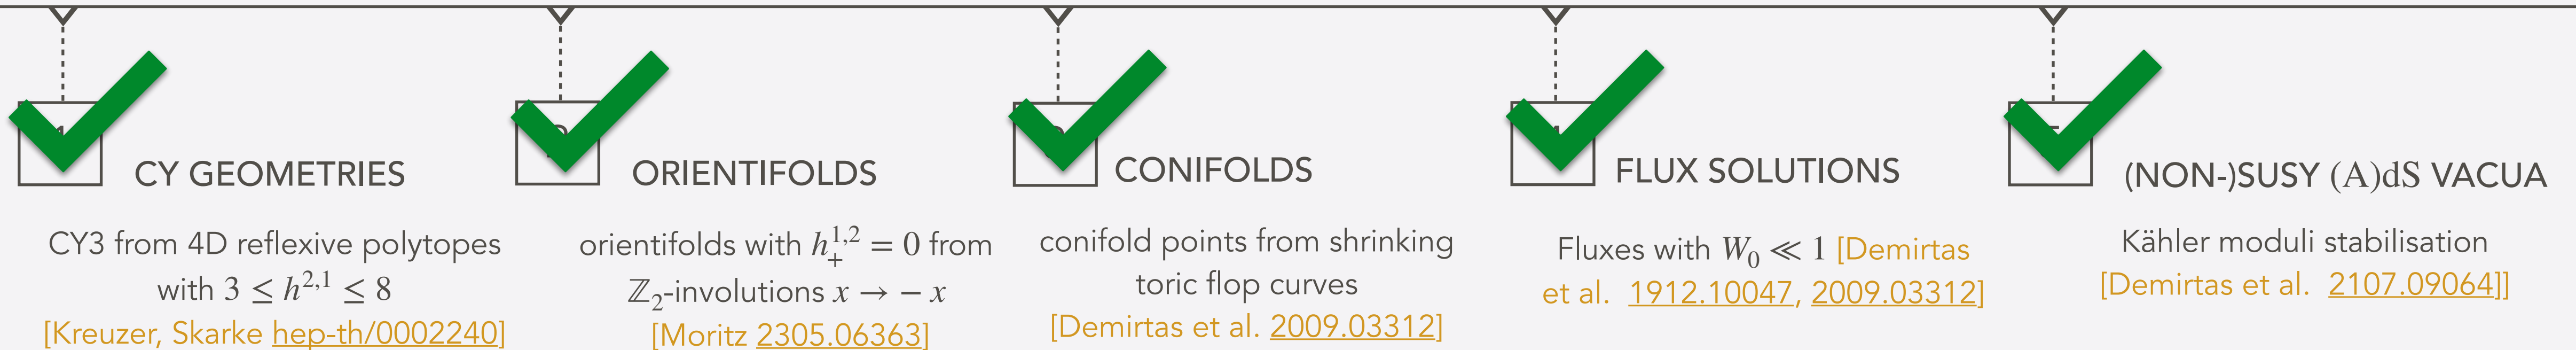 CY GEOMETRIES
CY3 from 4D reflexive polytopes
with 3 ≤ h^{2,1} ≤ 8
[Kreuzer, Skarke hep-th/0002240]
ORIENTIFOLDS
orientifolds with h^{1,2}_+ = 0 from
ℤ₂-involutions x → − x
[Moritz 2305.06363]
CONIFOLDS
conifold points from shrinking
toric flop curves
[Demirtas et al. 2009.03312]
FLUX SOLUTIONS
Fluxes with W₀ ≪ 1 [Demirtas
et al. 1912.10047, 2009.03312]
(NON-)SUSY (A)dS VACUA
Kähler moduli stabilisation
[Demirtas et al. 2107.09064]]